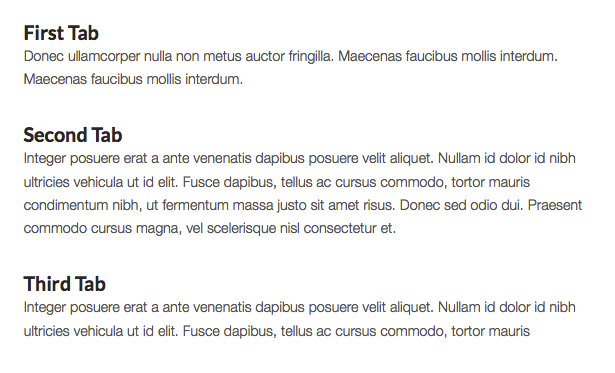 First Tab
Donec ullamcorper nulla non metus auctor fringilla. Maecenas faucibus mollis interdum.
Maecenas faucibus mollis interdum.
Second Tab
Integer posuere erat a ante venenatis dapibus posuere velit aliquet. Nullam id dolor id nibh
ultricies vehicula ut id elit. Fusce dapibus, tellus ac cursus commodo, tortor mauris
condimentum nibh, ut fermentum massa justo sit amet risus. Donec sed odio dui. Praesent
commodo cursus magna, vel scelerisque nisl consectetur et.
Third Tab
Integer posuere erat a ante venenatis dapibus posuere velit aliquet. Nullam id dolor id nibh
ultricies vehicula ut id elit. Fusce dapibus, tellus ac cursus commodo, tortor mauris